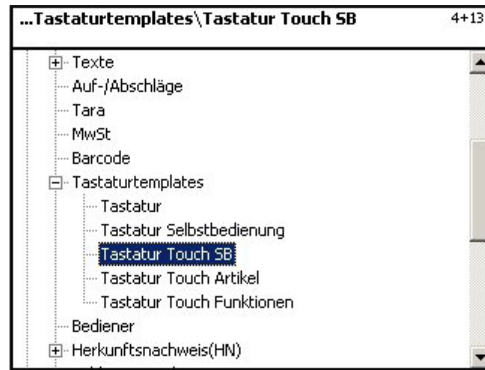 ...Tastaturtemplates\Tastatur Touch SB 4+13
Texte
Auf-/Abschläge
Tara
MwSt
Barcode
Tastaturtemplates
Tastatur
Tastatur Selbstbedienung
Tastatur Touch SB
Tastatur Touch Artikel
Tastatur Touch Funktionen
Bediener
Herkunftsnachweis(HN)